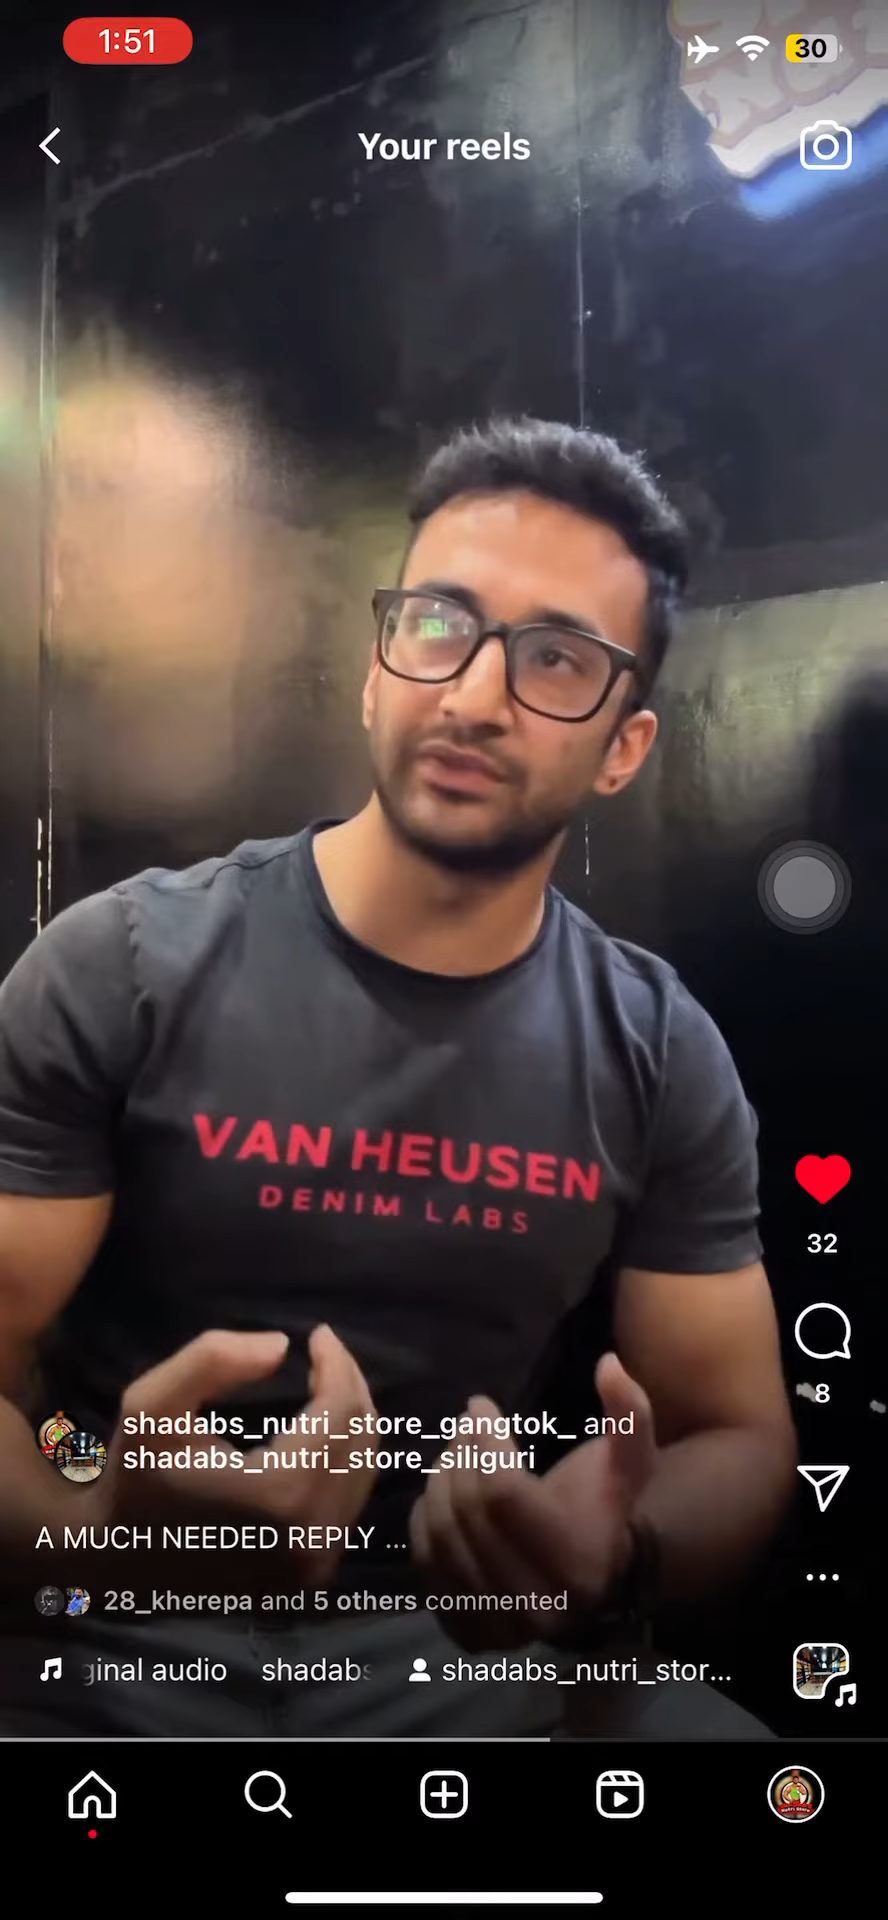 1:51
30
Your reels
VAN HEUSEN
DENIM LABS
32
8
shadabs_nutri_store_gangtok_ and
shadabs_nutri_store_siliguri
A MUCH NEEDED REPLY ...
28_kherepa and 5 others commented
ginal audio shadabs shadabs_nutri_stor...